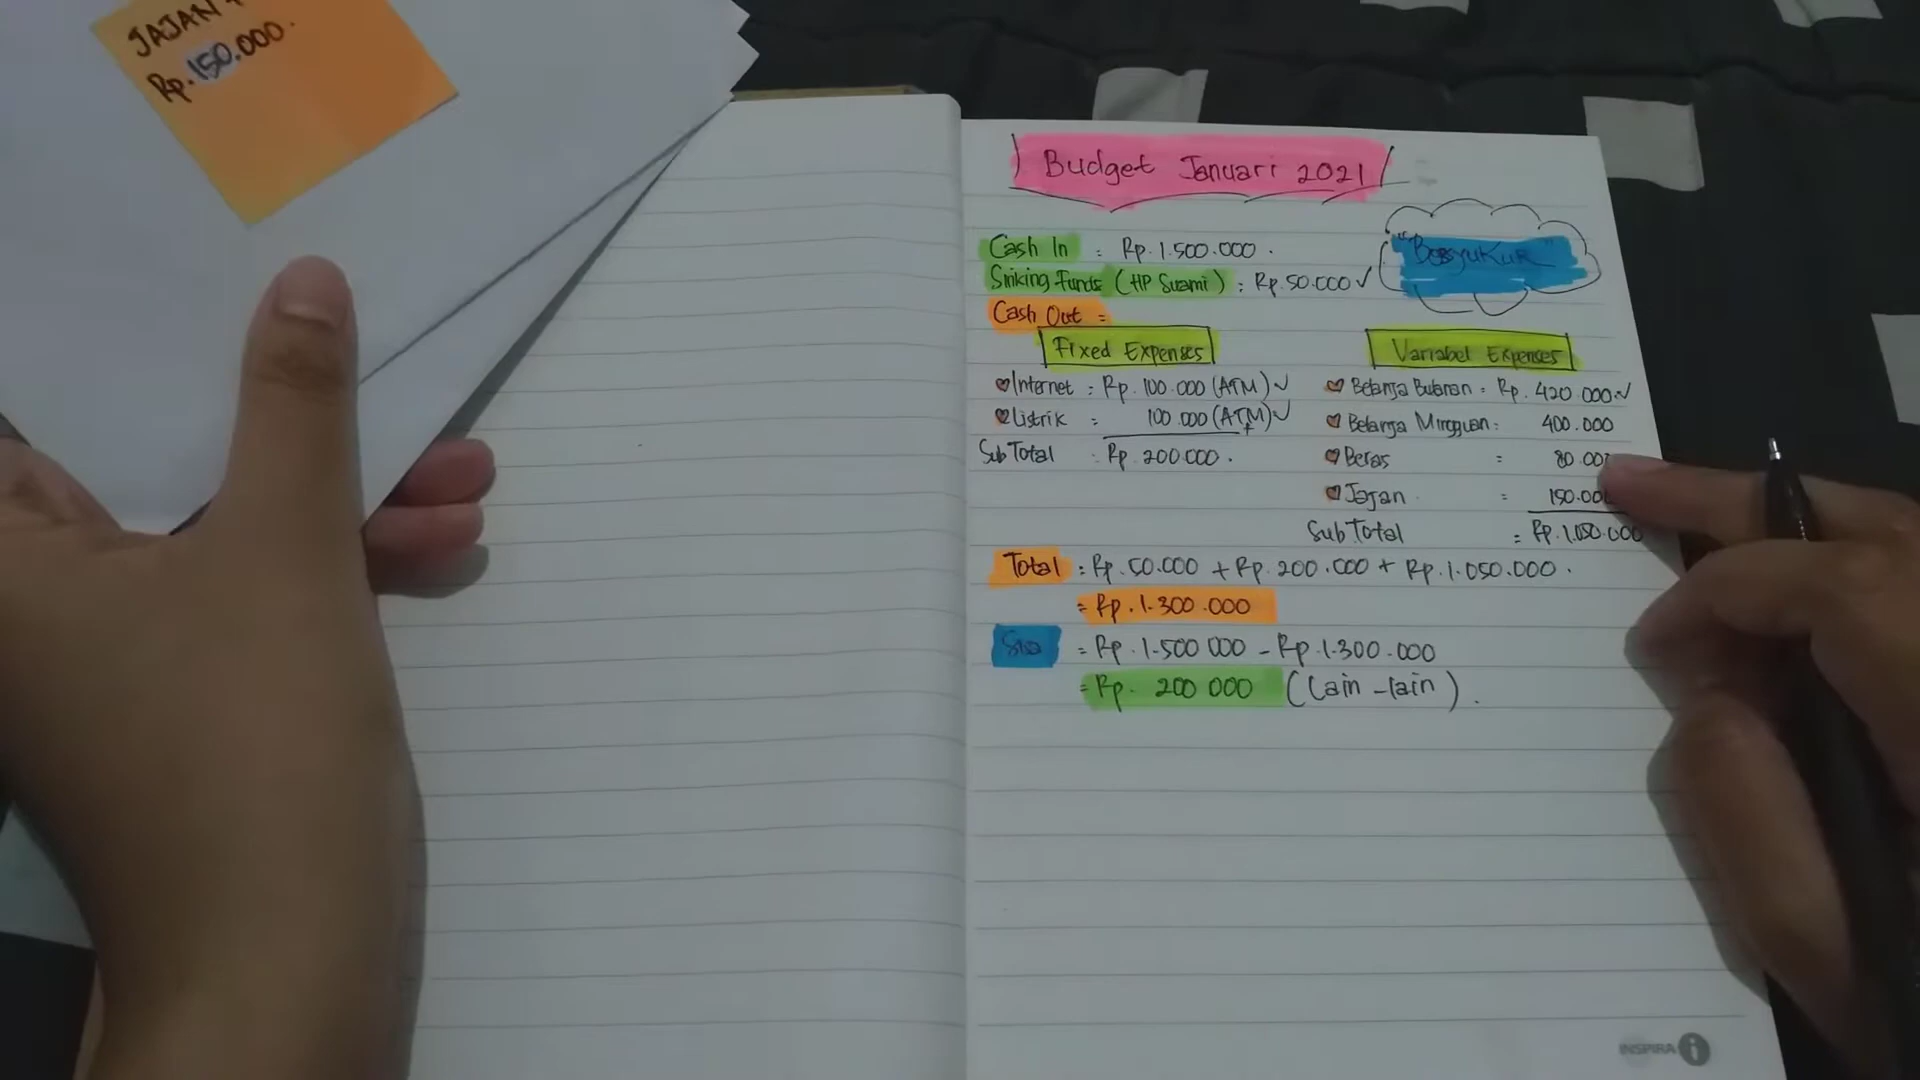 JAJAN
Rp.150.000.
Budget Januari 2021
Cash In : Rp.1.500.000.
Sinking Funds (HP Suami) : Rp.50.000 ✓
"Bersyukur"
Cash Out =
Fixed Expenses
Internet : Rp. 100.000 (ATM) ✓
Listrik : 100.000 (ATM) ✓
Sub Total : Rp. 200.000.
Variabel Expenses
Belanja Bulanan = Rp. 420.000 ✓
Belanja Mingguan : 400.000
Beras = 80.000
Jajan = 150.000
Sub Total = Rp.1.050.000
Total : Rp.50.000 + Rp.200.000 + Rp.1.050.000.
= Rp.1.300.000
Sisa = Rp.1.500 000 - Rp.1.300.000
= Rp. 200 000 (Lain-lain).
INSPIRA